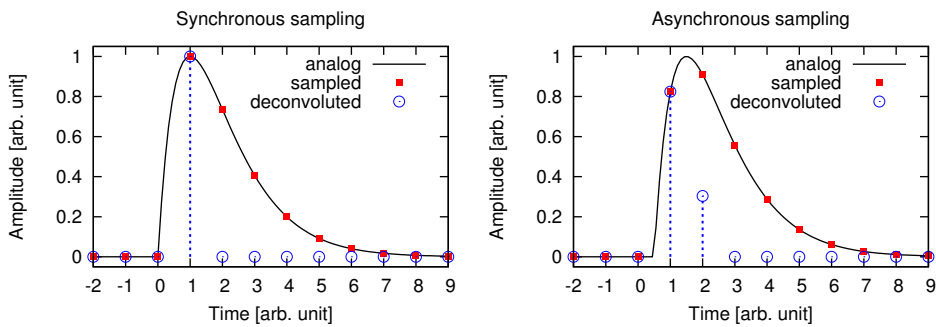 Synchronous sampling
Amplitude [arb. unit]
1
0.8
0.6
0.4
0.2
0
analog
sampled
deconvoluted
-2 -1 0 1 2 3 4 5 6 7 8 9
Time [arb. unit]
Asynchronous sampling
Amplitude [arb. unit]
1
0.8
0.6
0.4
0.2
0
analog
sampled
deconvoluted
-2 -1 0 1 2 3 4 5 6 7 8 9
Time [arb. unit]